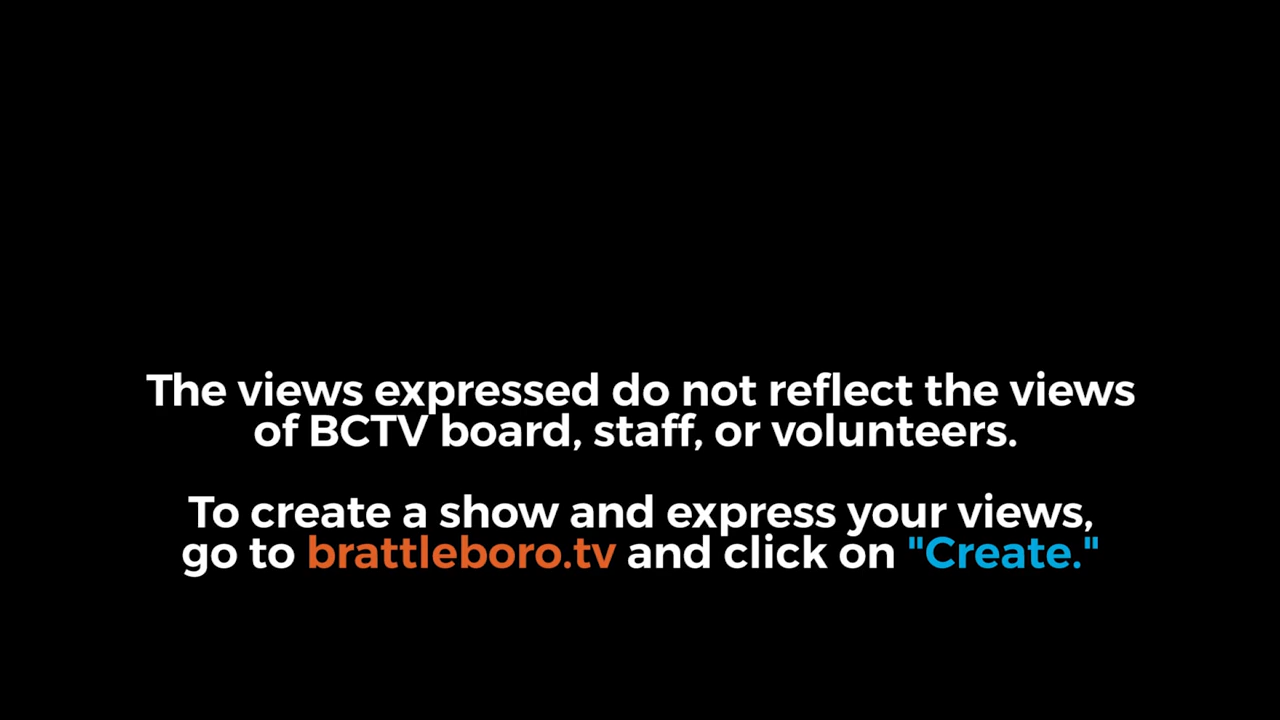 The views expressed do not reflect the views
of BCTV board, staff, or volunteers.
To create a show and express your views,
go to brattleboro.tv and click on "Create."